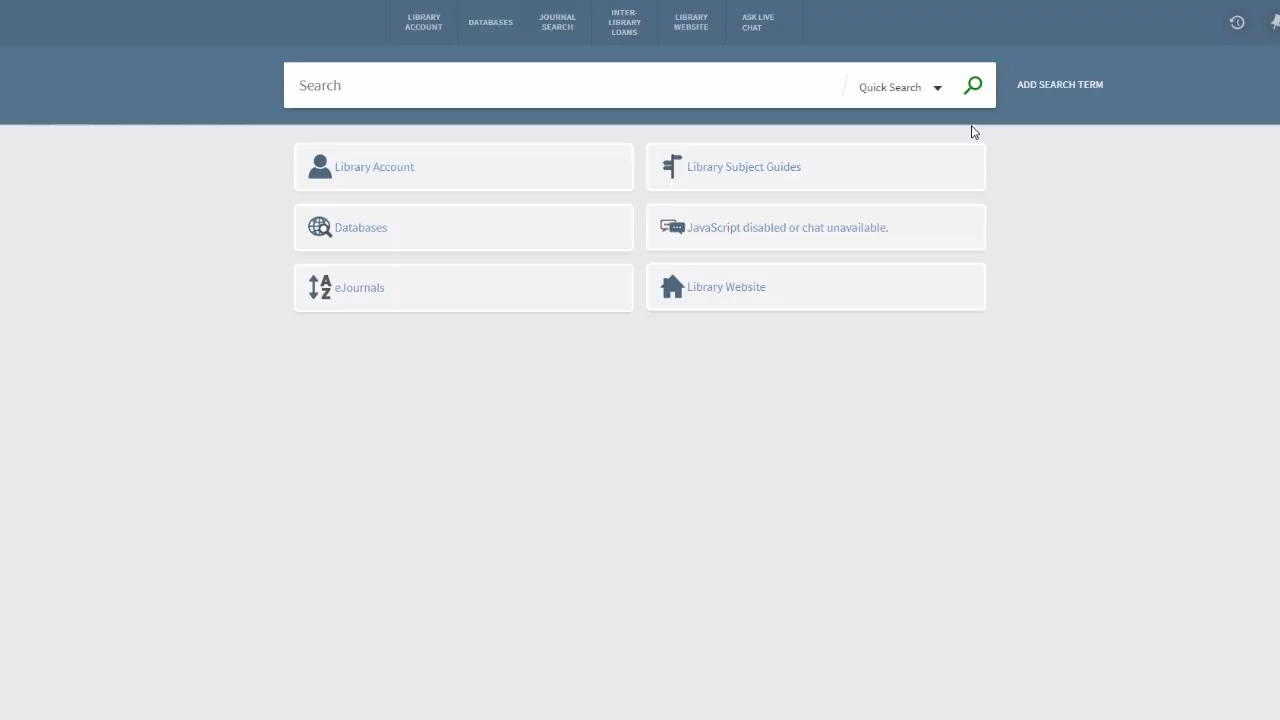 LIBRARY
ACCOUNT
DATABASES
JOURNAL
SEARCH
INTER-
LIBRARY
LOANS
LIBRARY
WEBSITE
ASK LIVE
CHAT
Search
Quick Search
ADD SEARCH TERM
Library Account
Library Subject Guides
Databases
JavaScript disabled or chat unavailable.
A
Z
eJournals
Library Website